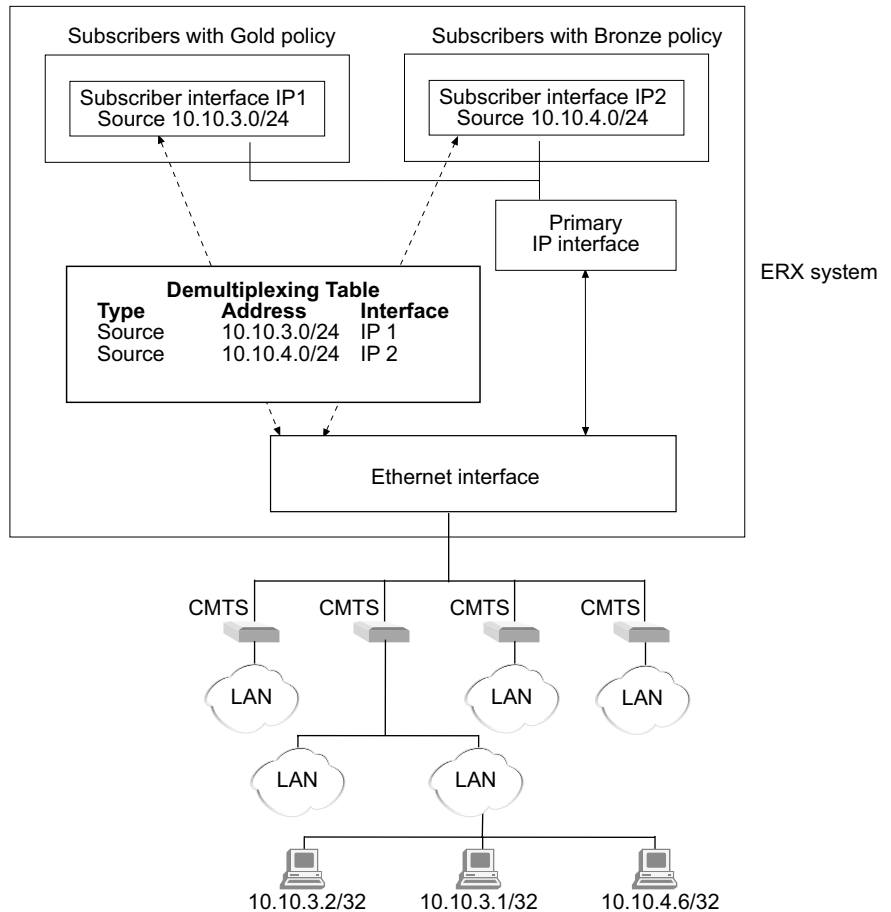 Subscribers with Gold policy
Subscribers with Bronze policy
Subscriber interface IP1
Source 10.10.3.0/24
Subscriber interface IP2
Source 10.10.4.0/24
Primary
IP interface
ERX system
Demultiplexing Table
Type Address Interface
Source 10.10.3.0/24 IP 1
Source 10.10.4.0/24 IP 2
Ethernet interface
CMTS CMTS CMTS CMTS
LAN LAN LAN
LAN LAN
10.10.3.2/32 10.10.3.1/32 10.10.4.6/32